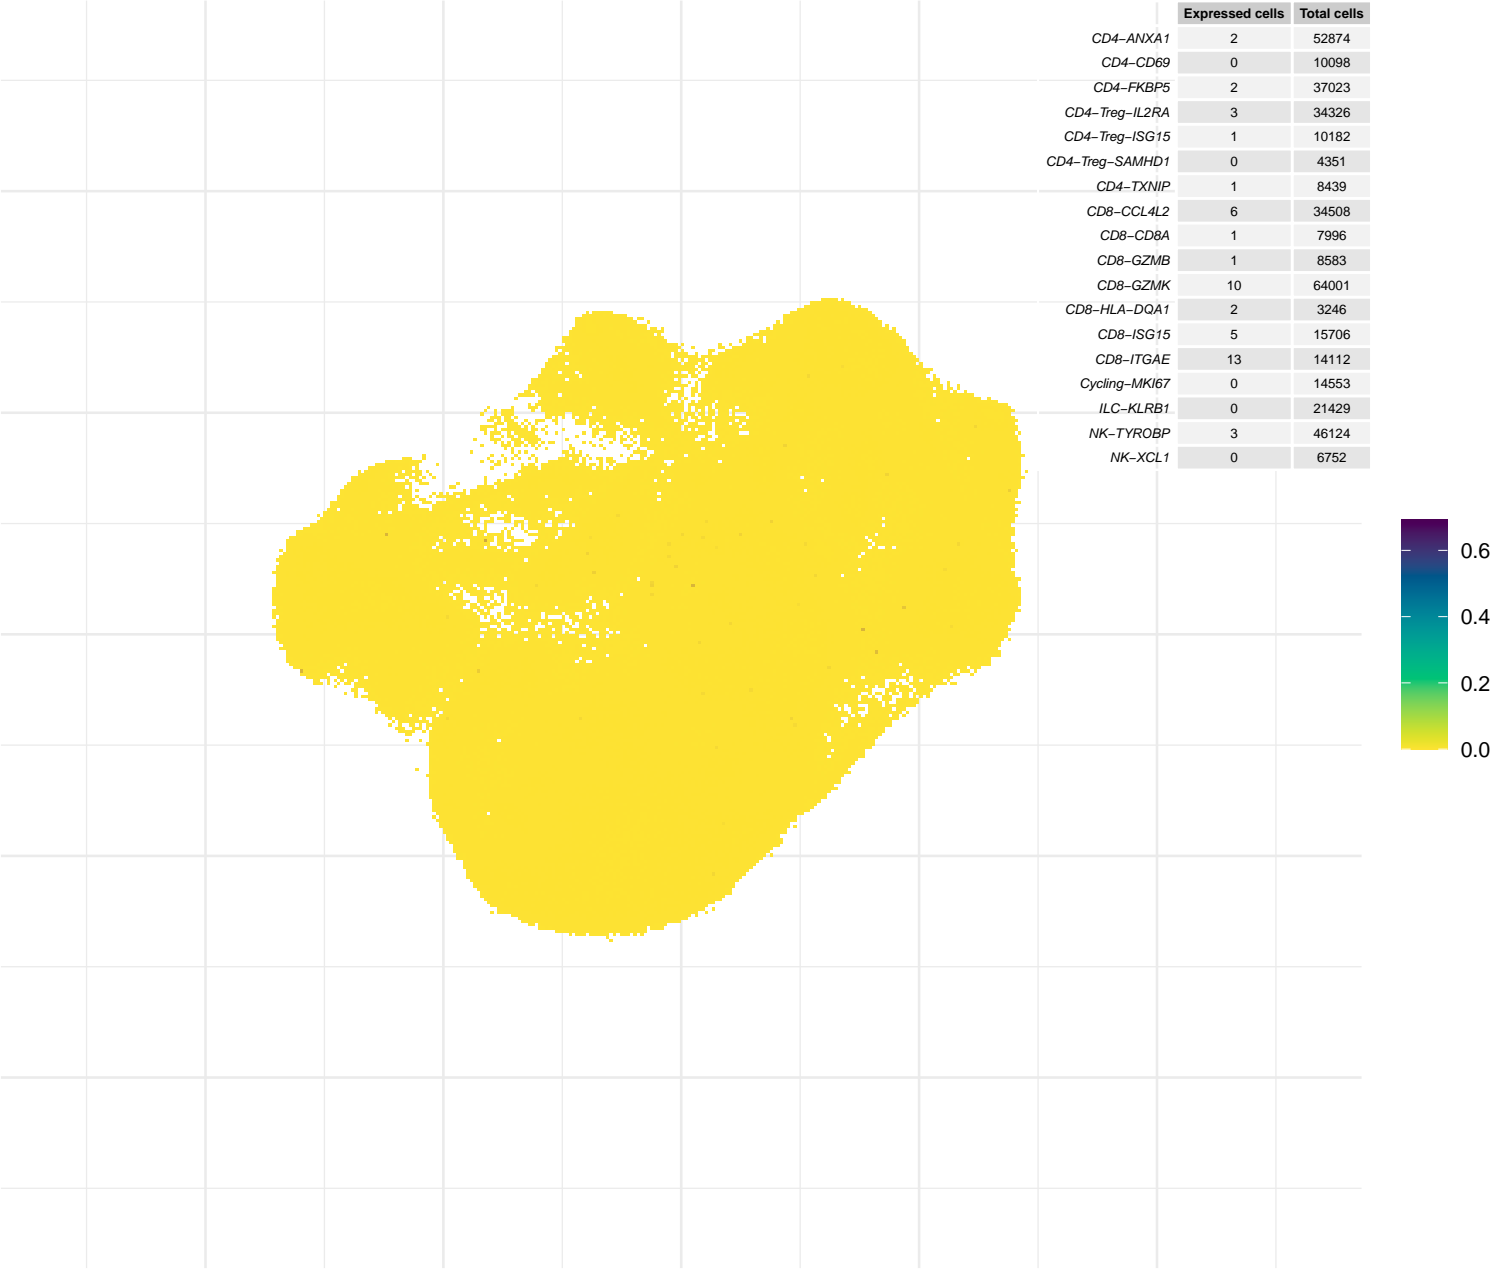 Expressed cells Total cells
CD4−ANXA1 2 52874
CD4−CD69 0 10098
CD4−FKBP5 2 37023
CD4−Treg−IL2RA 3 34326
CD4−Treg−ISG15 1 10182
CD4−Treg−SAMHD1 0 4351
CD4−TXNIP 1 8439
CD8−CCL4L2 6 34508
CD8−CD8A 1 7996
CD8−GZMB 1 8583
CD8−GZMK 10 64001
CD8−HLA−DQA1 2 3246
CD8−ISG15 5 15706
CD8−ITGAE 13 14112
Cycling−MKI67 0 14553
ILC−KLRB1 0 21429
NK−TYROBP 3 46124
NK−XCL1 0 6752
0.6
0.4
0.2
0.0